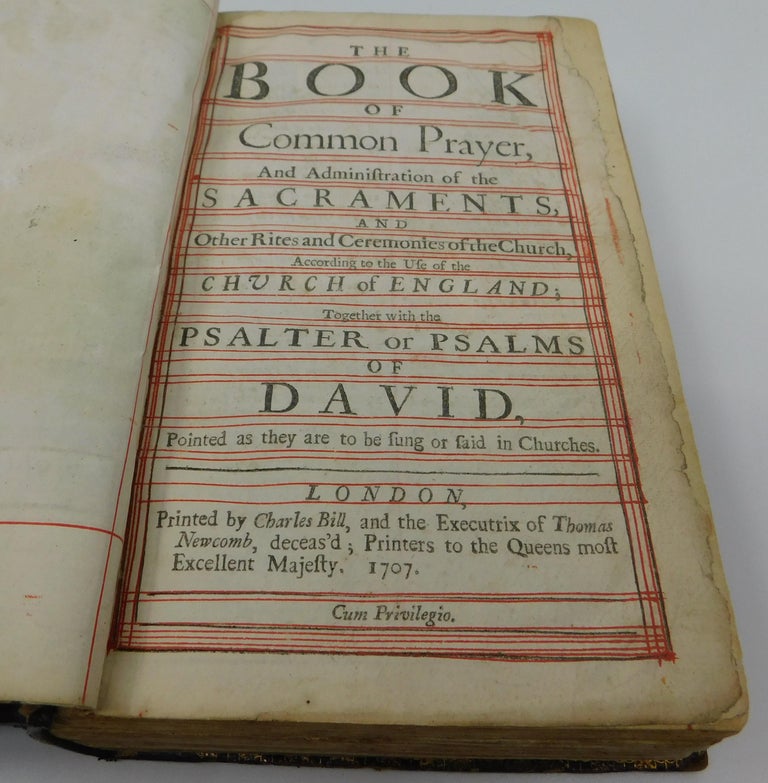 THE
BOOK
OF
Common Prayer,
And Adminiſtration of the
SACRAMENTS,
AND
Other Rites and Ceremonies of the Church,
According to the Uſe of the
CHURCH of ENGLAND;
Together with the
PSALTER or PSALMS
OF
DAVID,
Pointed as they are to be ſung or ſaid in Churches.
LONDON,
Printed by Charles Bill, and the Executrix of Thomas
Newcomb, deceas'd; Printers to the Queens moſt
Excellent Majeſty. 1707.
Cum Privilegio.